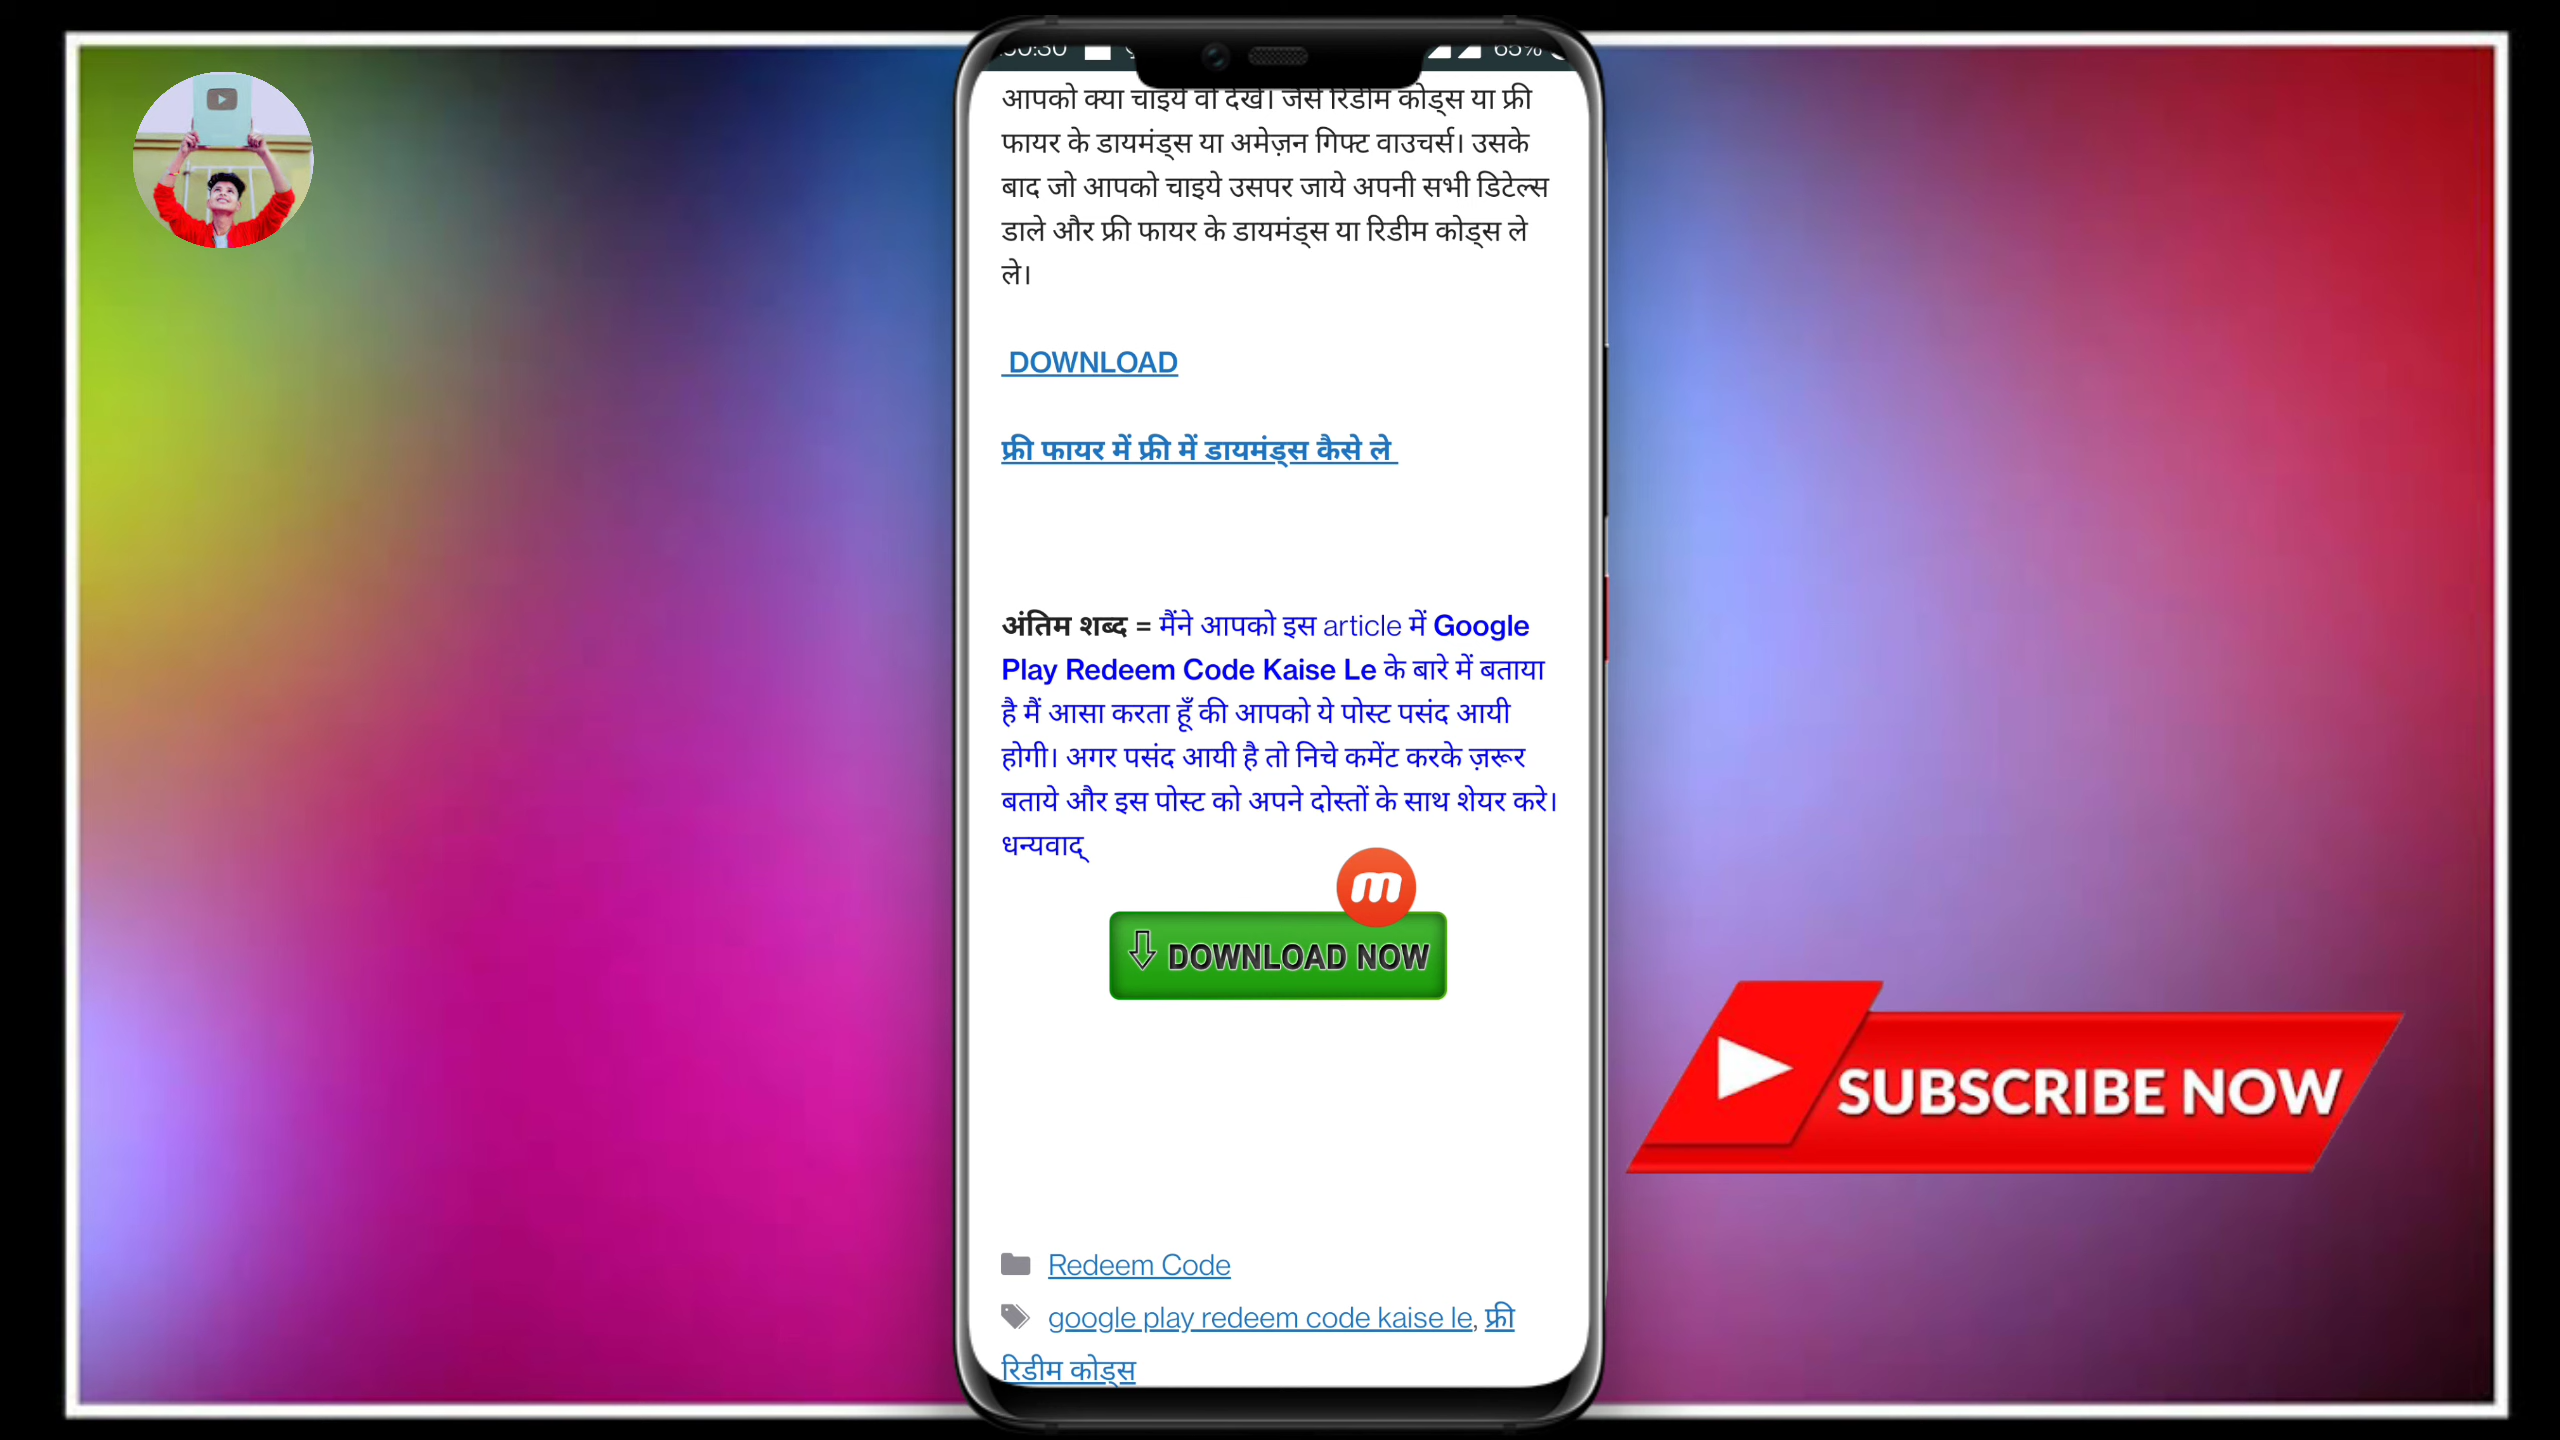 65%
आपको क्या चाइये वो देखे। जैसे रिडीम कोड्स या फ्री
फायर के डायमंड्स या अमेज़न गिफ्ट वाउचर्स। उसके
बाद जो आपको चाइये उसपर जाये अपनी सभी डिटेल्स
डाले और फ्री फायर के डायमंड्स या रिडीम कोड्स ले
ले।
DOWNLOAD
फ्री फायर में फ्री में डायमंड्स कैसे ले
अंतिम शब्द = मैंने आपको इस article में Google
Play Redeem Code Kaise Le के बारे में बताया
है मैं आसा करता हूँ की आपको ये पोस्ट पसंद आयी
होगी। अगर पसंद आयी है तो निचे कमेंट करके ज़रूर
बताये और इस पोस्ट को अपने दोस्तों के साथ शेयर करे।
धन्यवाद्
m
DOWNLOAD NOW
SUBSCRIBE NOW
Redeem Code
google play redeem code kaise le, फ्री
रिडीम कोड्स